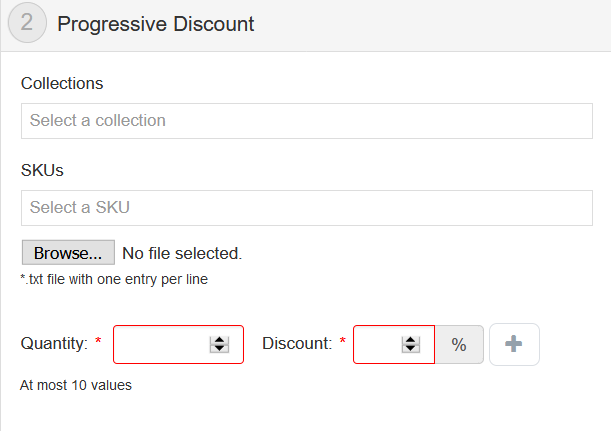 2 Progressive Discount
Collections
Select a collection
SKUs
Select a SKU
Browse... No file selected.
*.txt file with one entry per line
Quantity: * Discount: * %
At most 10 values